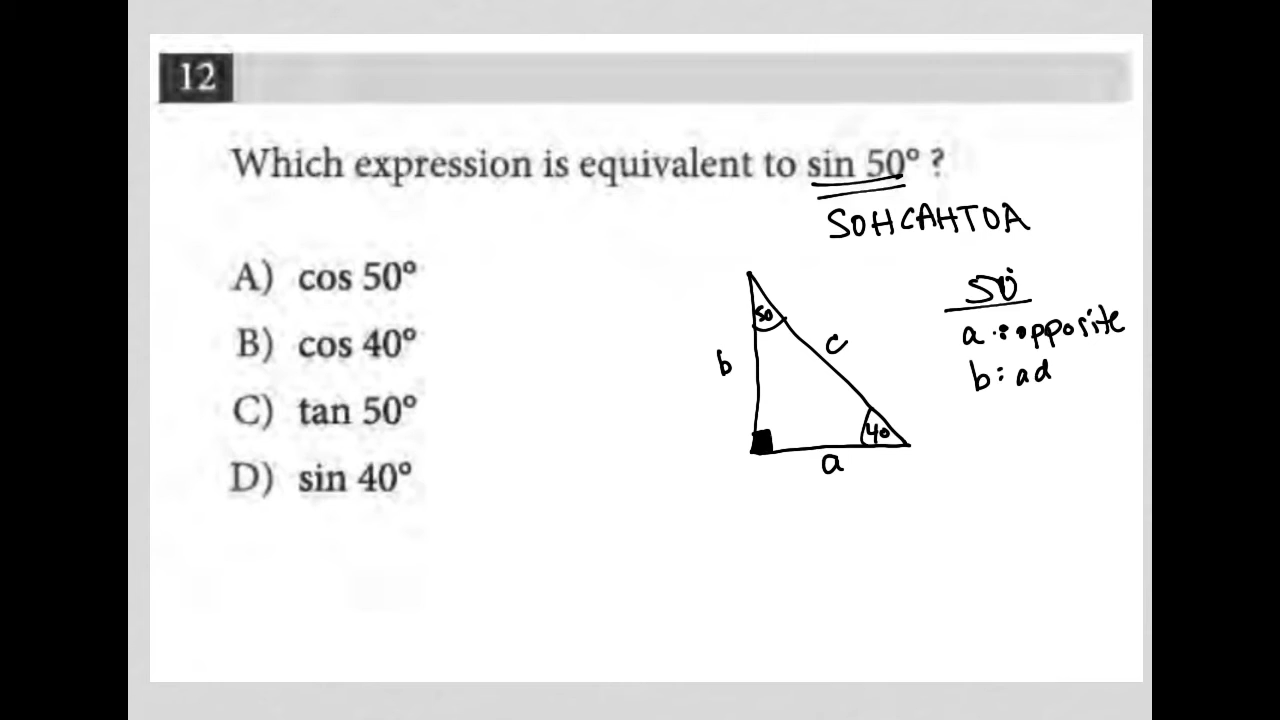 12
Which expression is equivalent to sin 50° ?
SOHCAHTOA
A) cos 50°
B) cos 40°
C) tan 50°
D) sin 40°
50
b
c
40
a
50°
a : opposite
b: ad